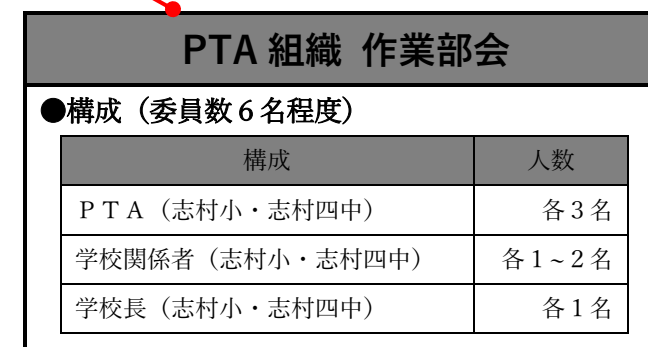 PTA 組織 作業部会
●構成（委員数６名程度）
構成 人数
ＰＴＡ（志村小・志村四中） 各３名
学校関係者（志村小・志村四中） 各１~２名
学校長（志村小・志村四中） 各１名